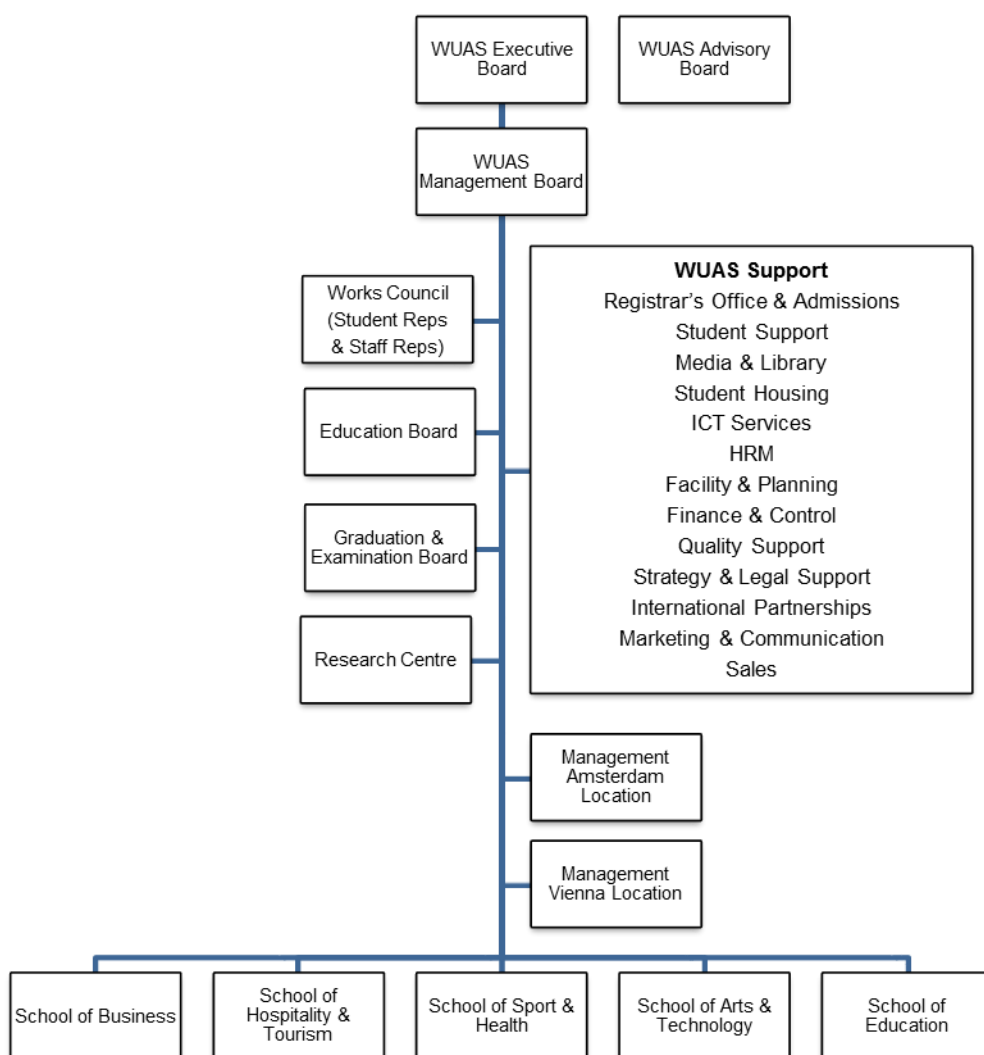 WUAS Executive
Board
WUAS Advisory
Board
WUAS
Management Board
Works Council
(Student Reps
& Staff Reps)
Education Board
Graduation &
Examination Board
Research Centre
WUAS Support
Registrar’s Office & Admissions
Student Support
Media & Library
Student Housing
ICT Services
HRM
Facility & Planning
Finance & Control
Quality Support
Strategy & Legal Support
International Partnerships
Marketing & Communication
Sales
Management
Amsterdam
Location
Management
Vienna Location
School of Business
School of
Hospitality &
Tourism
School of Sport &
Health
School of Arts &
Technology
School of
Education